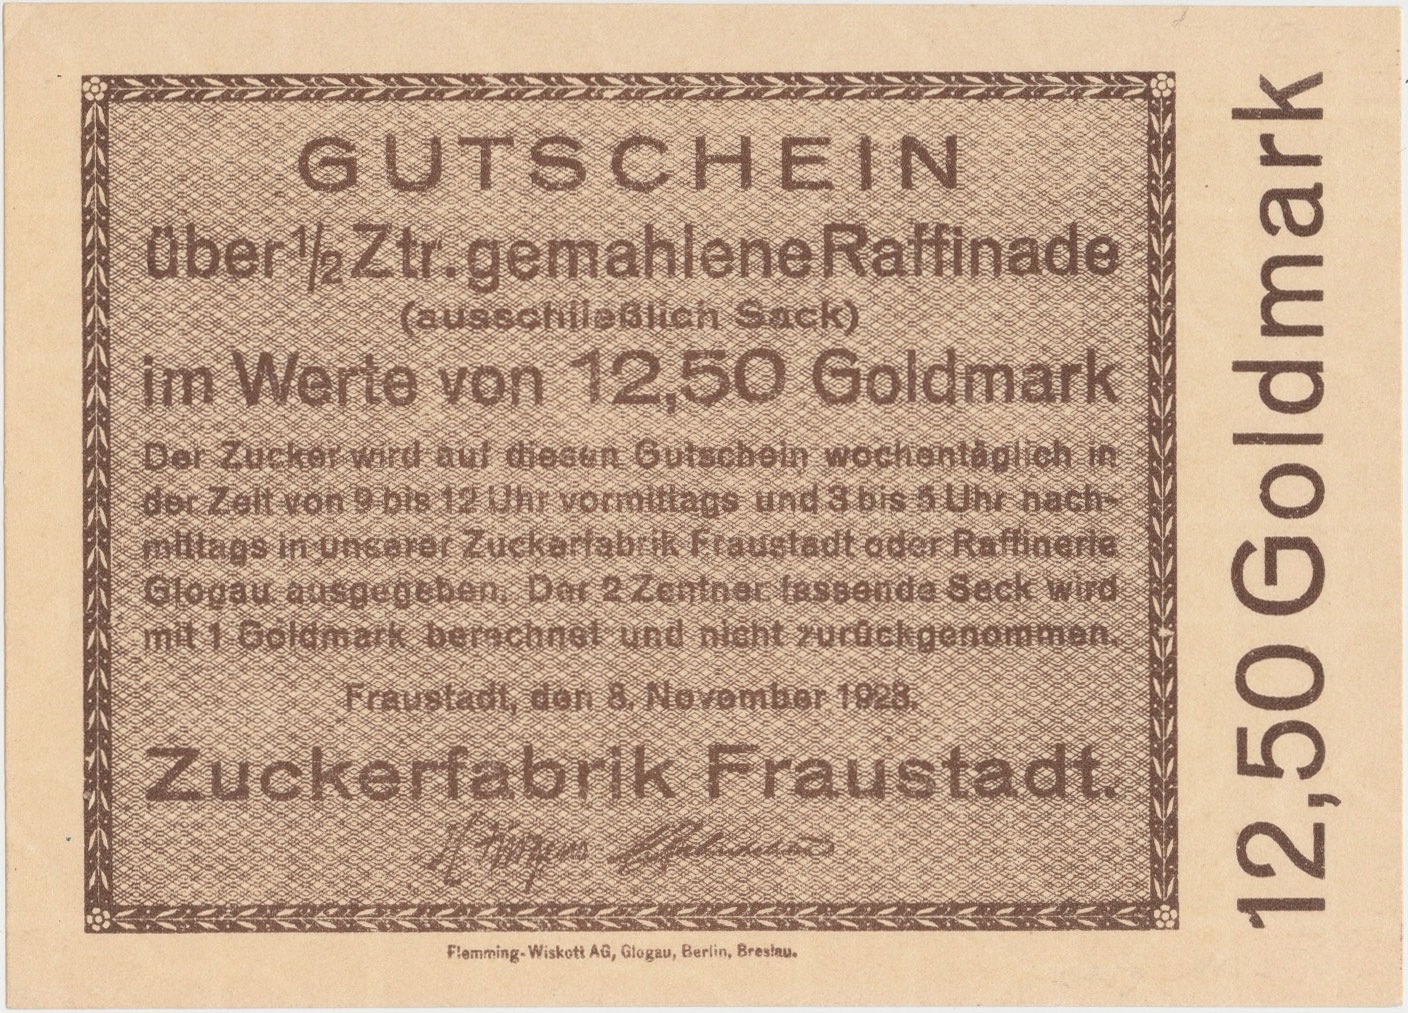 GUTSCHEIN
über ½ Ztr. gemahlene Raffinade
(ausschließlich Sack)
im Werte von 12,50 Goldmark
Der Zucker wird auf diesen Gutschein wochentäglich in
der Zeit von 9 bis 12 Uhr vormittags und 3 bis 5 Uhr nach-
mittags in unserer Zuckerfabrik Fraustadt oder Raffinerie
Glogau ausgegeben. Der 2 Zentner fassende Sack wird
mit 1 Goldmark berechnet und nicht zurückgenommen.
Fraustadt, den 8. November 1923.
Zuckerfabrik Fraustadt.
Flemming-Wiskott AG, Glogau, Berlin, Breslau.
12,50 Goldmark